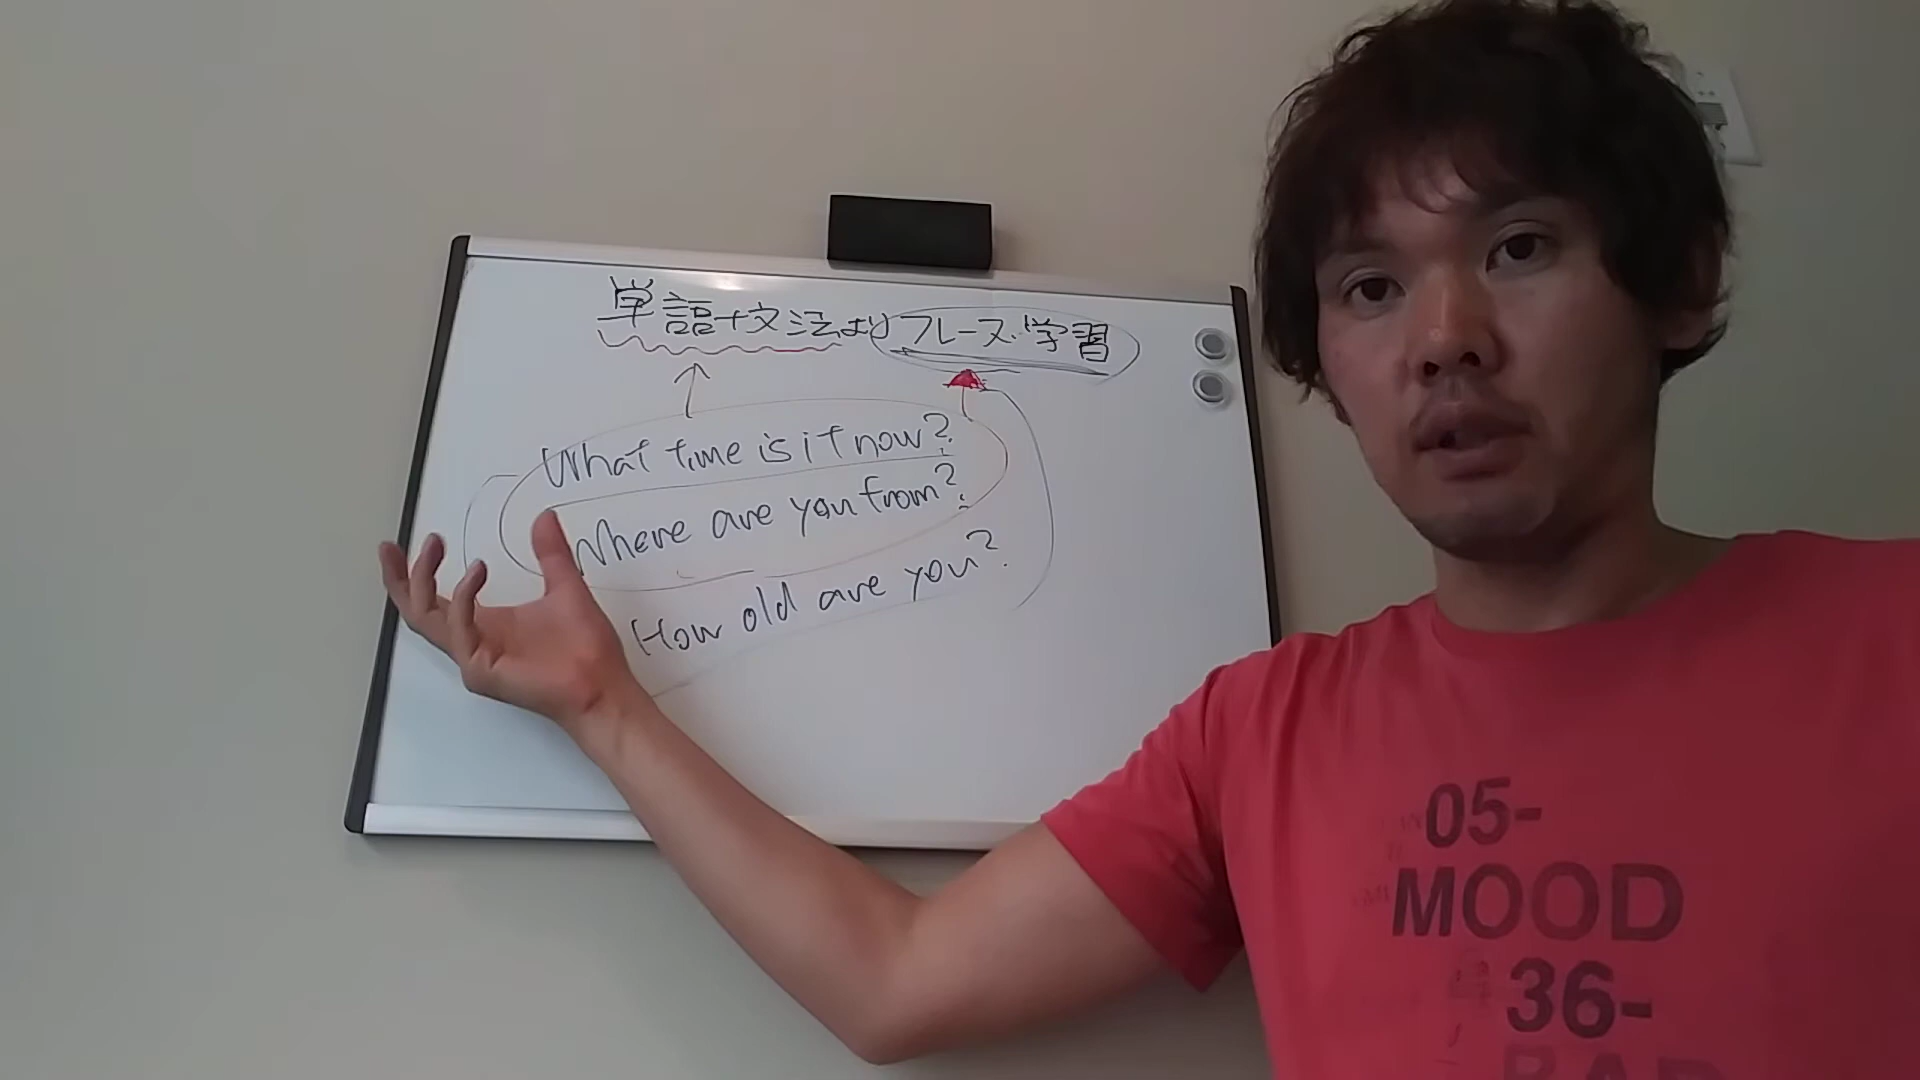 単語+文法よりフレーズ学習
What time is it now?
Where are you from?
How old are you?
05-
MOOD
36-
BAD